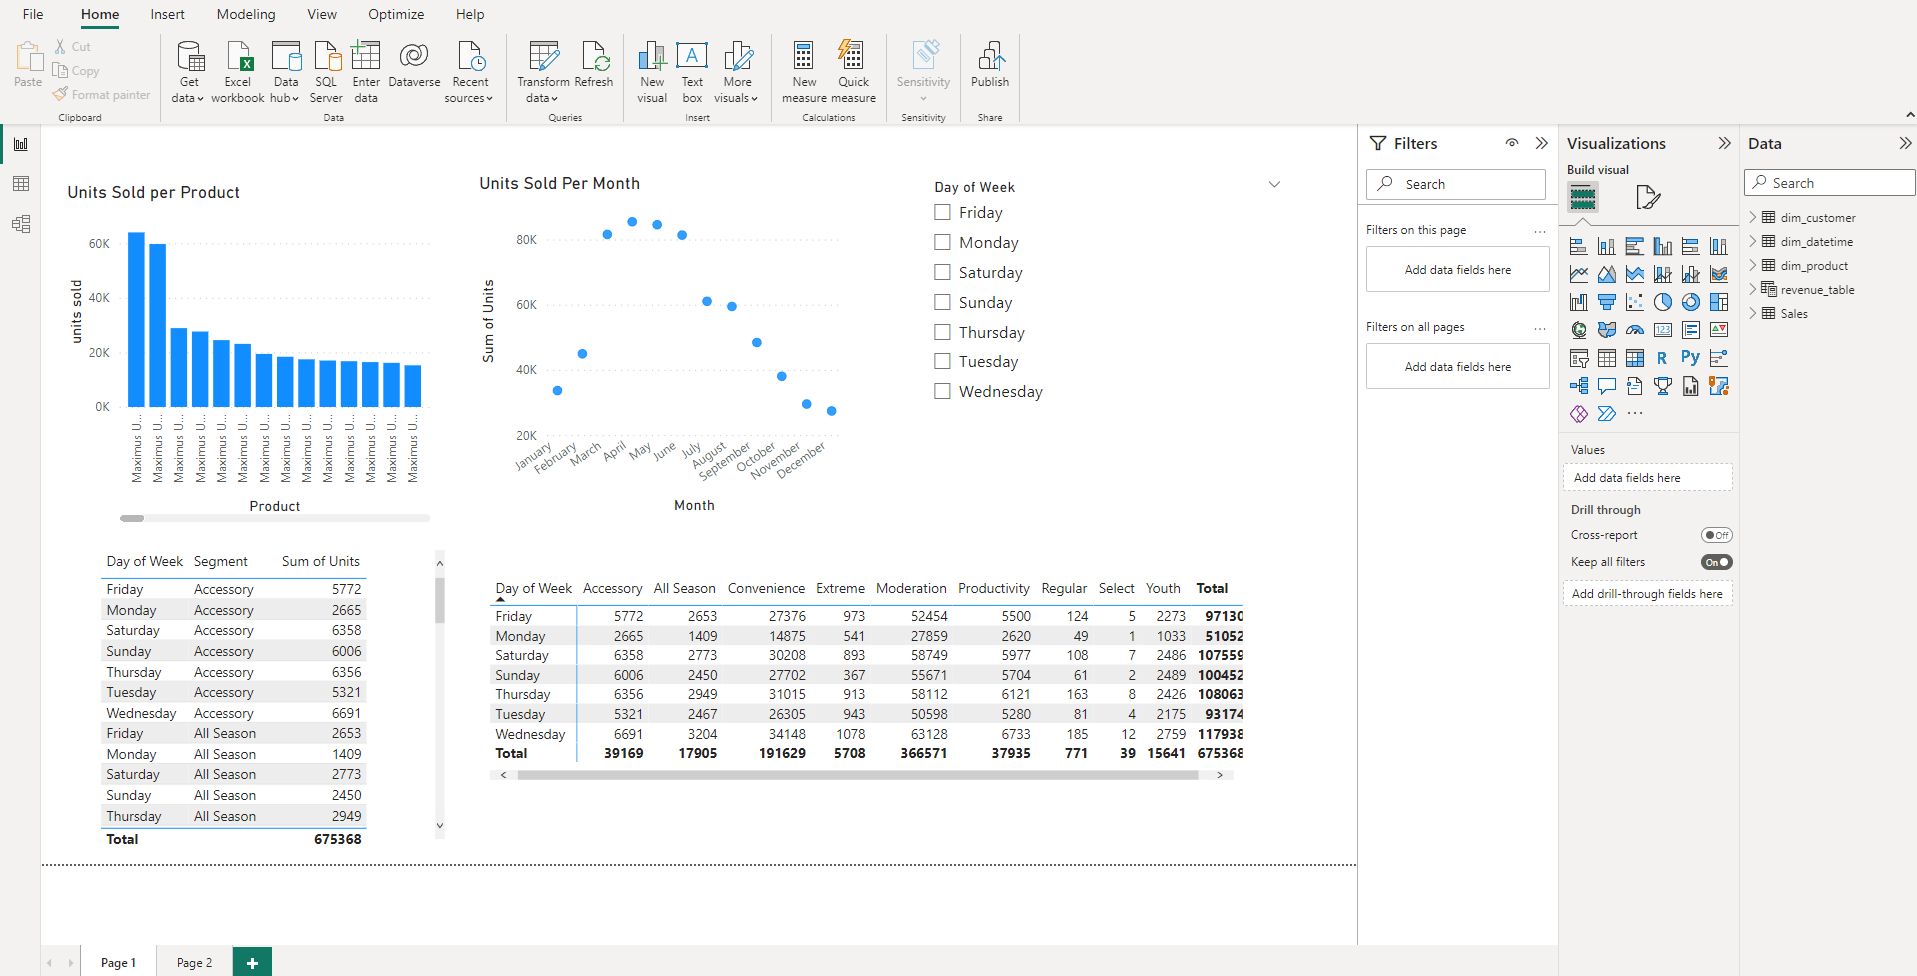 File Home Insert Modeling View Optimize Help
Paste
Cut
Copy
Format painter
Clipboard
Get data
Excel workbook
Data hub
SQL Server
Enter data
Dataverse
Recent sources
Data
Transform data
Refresh
Queries
New visual
Text box
More visuals
Insert
New measure
Quick measure
Calculations
Sensitivity
Sensitivity
Publish
Share
Units Sold per Product
units sold
60K
40K
20K
0K
Maximus U...
Maximus U...
Maximus U...
Maximus U...
Maximus U...
Maximus U...
Maximus U...
Maximus U...
Maximus U...
Maximus U...
Maximus U...
Maximus U...
Maximus U...
Maximus U...
Product
Units Sold Per Month
Sum of Units
80K
60K
40K
20K
January
February
March
April
May
June
July
August
September
October
November
December
Month
Day of Week
Friday
Monday
Saturday
Sunday
Thursday
Tuesday
Wednesday
Day of Week Segment Sum of Units
Friday Accessory 5772
Monday Accessory 2665
Saturday Accessory 6358
Sunday Accessory 6006
Thursday Accessory 6356
Tuesday Accessory 5321
Wednesday Accessory 6691
Friday All Season 2653
Monday All Season 1409
Saturday All Season 2773
Sunday All Season 2450
Thursday All Season 2949
Total 675368
Day of Week Accessory All Season Convenience Extreme Moderation Productivity Regular Select Youth Total
Friday 5772 2653 27376 973 52454 5500 124 5 2273 97130
Monday 2665 1409 14875 541 27859 2620 49 1 1033 51052
Saturday 6358 2773 30208 893 58749 5977 108 7 2486 107559
Sunday 6006 2450 27702 367 55671 5704 61 2 2489 100452
Thursday 6356 2949 31015 913 58112 6121 163 8 2426 108063
Tuesday 5321 2467 26305 943 50598 5280 81 4 2175 93174
Wednesday 6691 3204 34148 1078 63128 6733 185 12 2759 117938
Total 39169 17905 191629 5708 366571 37935 771 39 15641 675368
Filters
Search
Filters on this page ...
Add data fields here
Filters on all pages ...
Add data fields here
Visualizations
Build visual
123
R
Py
...
Values
Add data fields here
Drill through
Cross-report Off
Keep all filters On
Add drill-through fields here
Data
Search
dim_customer
dim_datetime
dim_product
revenue_table
Sales
Page 1 Page 2 +